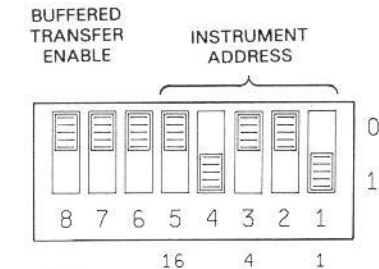 BUFFERED
TRANSFER
ENABLE
INSTRUMENT
ADDRESS
0
1
8 7 6 5 4 3 2 1
16 4 1